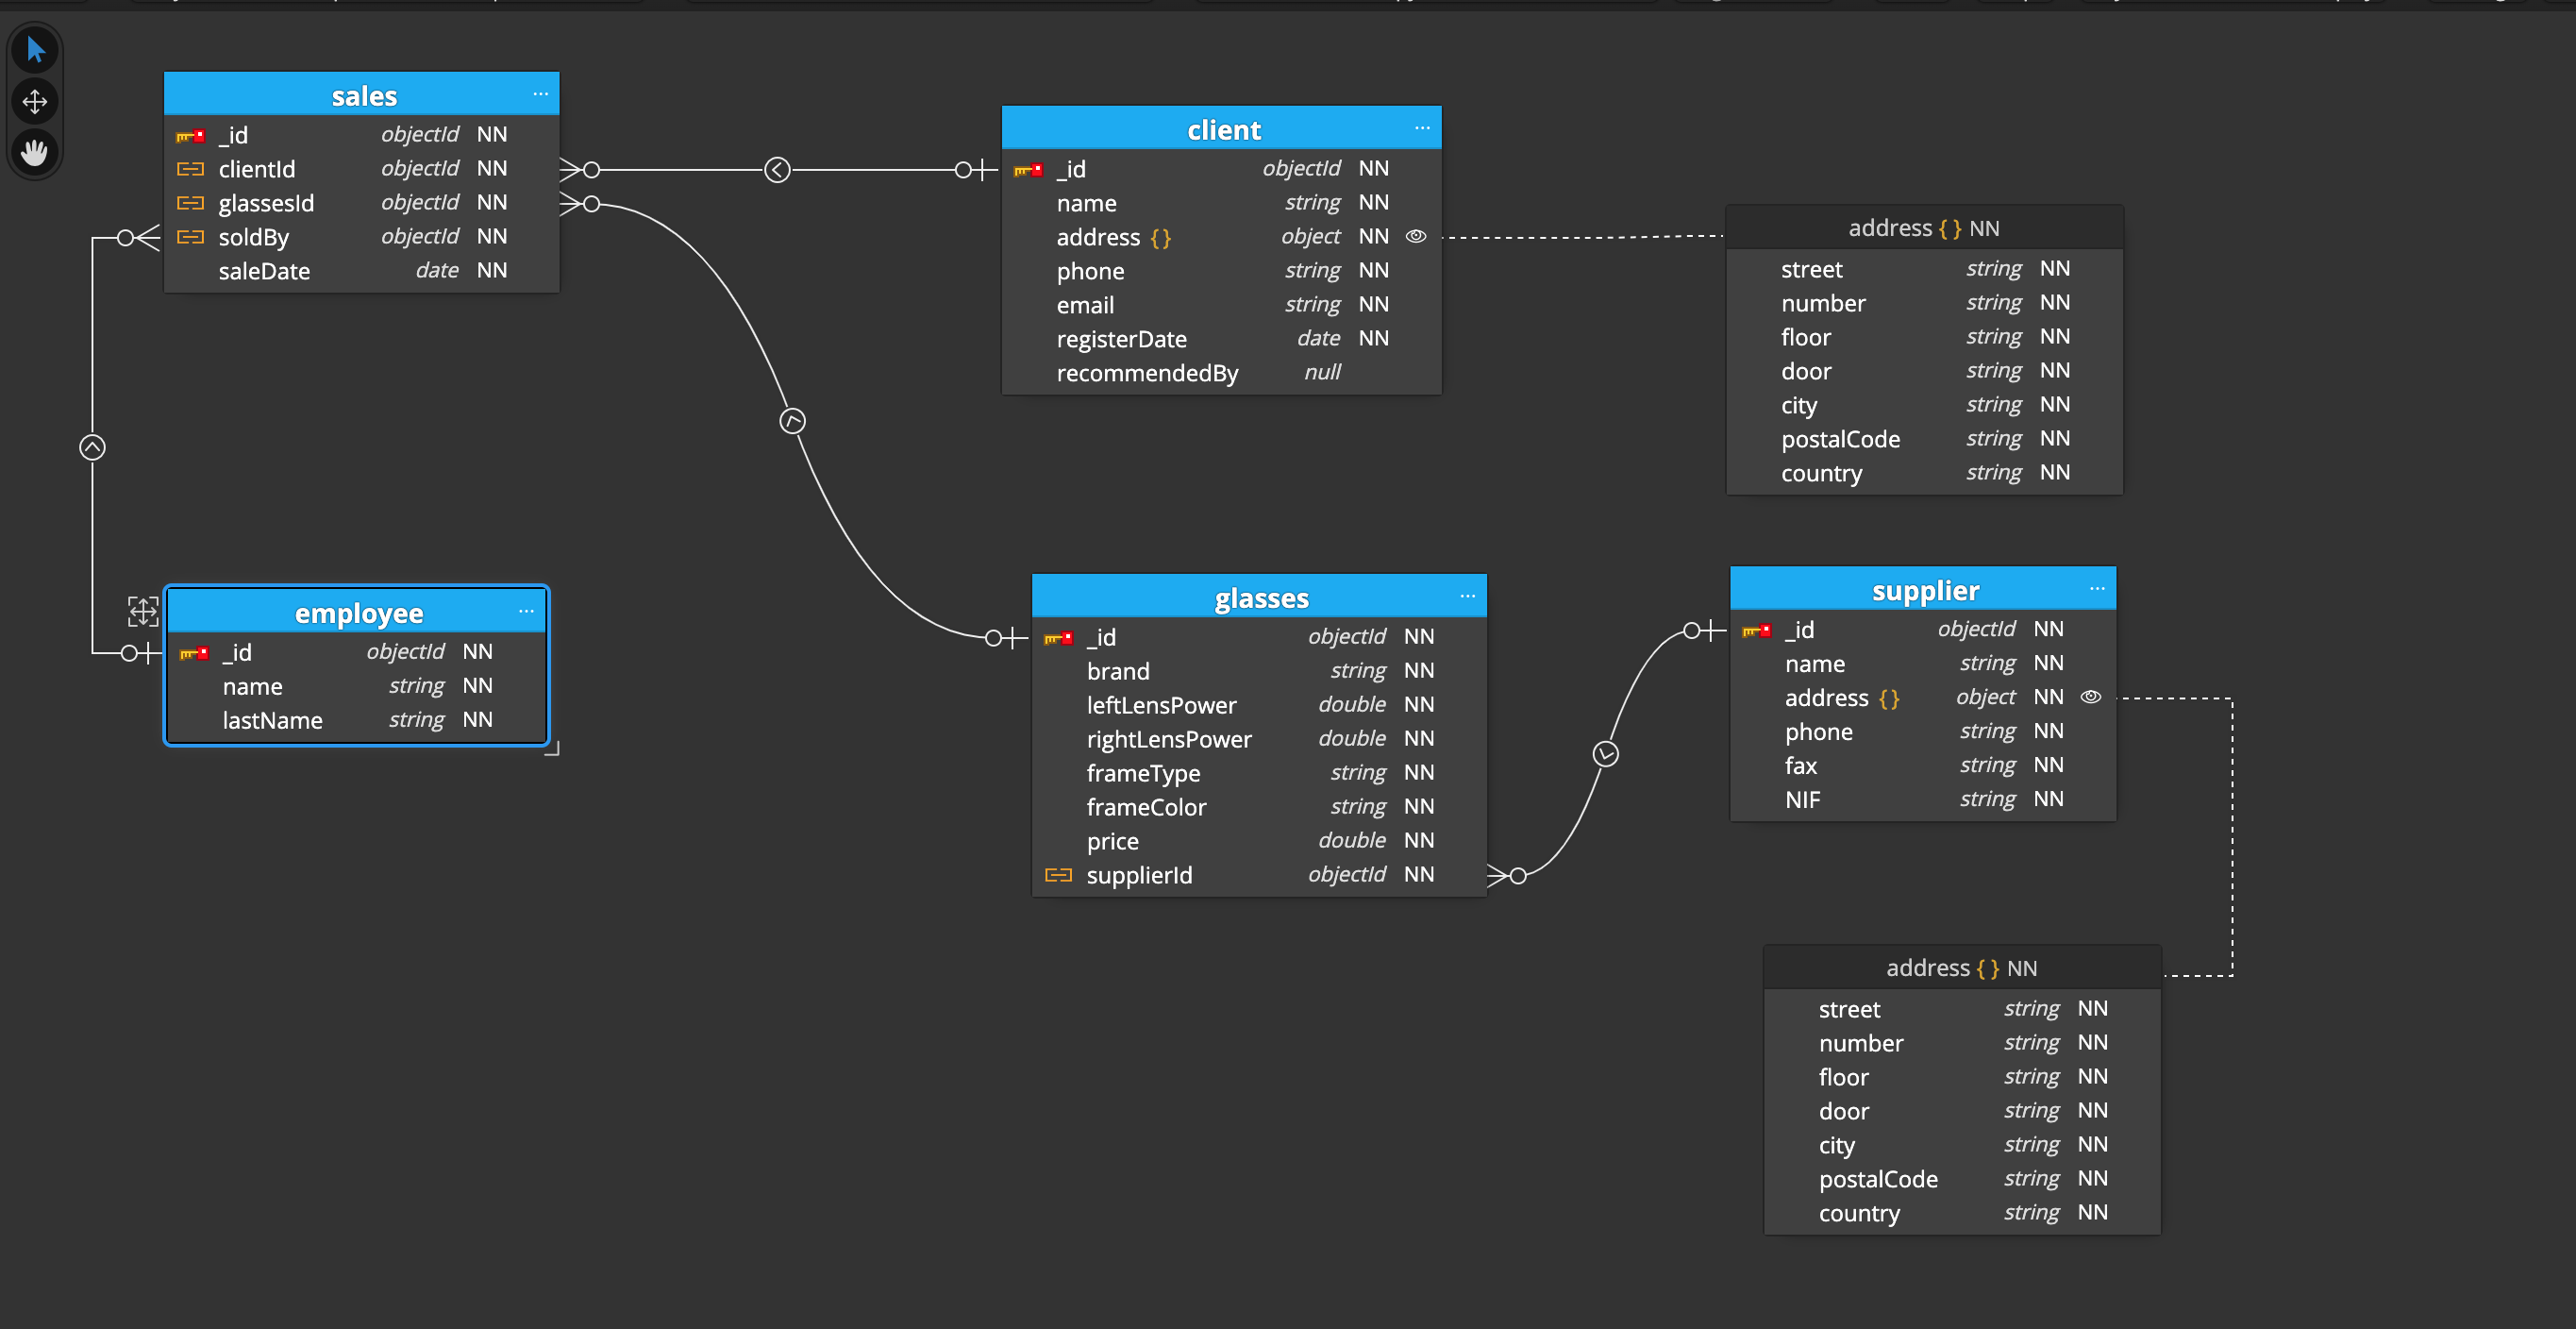 sales ...
_id objectId NN
clientId objectId NN
glassesId objectId NN
soldBy objectId NN
saleDate date NN
client ...
_id objectId NN
name string NN
address {} object NN
phone string NN
email string NN
registerDate date NN
recommendedBy null
address {} NN
street string NN
number string NN
floor string NN
door string NN
city string NN
postalCode string NN
country string NN
employee ...
_id objectId NN
name string NN
lastName string NN
glasses ...
_id objectId NN
brand string NN
leftLensPower double NN
rightLensPower double NN
frameType string NN
frameColor string NN
price double NN
supplierId objectId NN
supplier ...
_id objectId NN
name string NN
address {} object NN
phone string NN
fax string NN
NIF string NN
address {} NN
street string NN
number string NN
floor string NN
door string NN
city string NN
postalCode string NN
country string NN